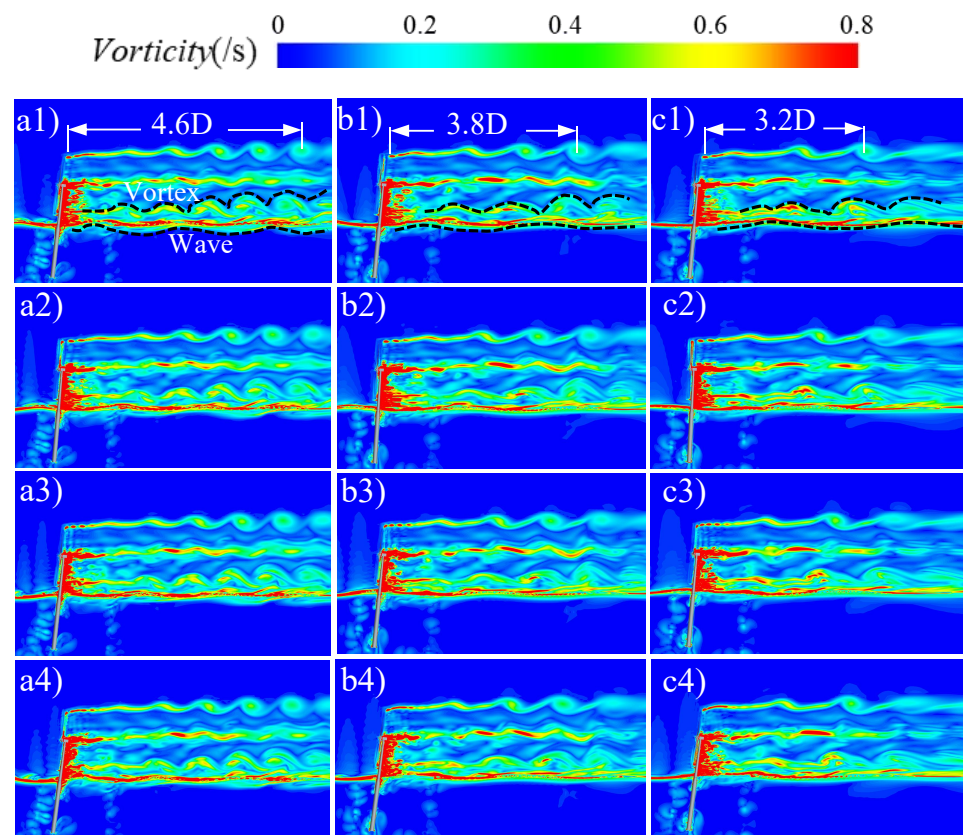 0 0.2 0.4 0.6 0.8
Vorticity(/s)
a1) 4.6D b1) 3.8D c1) 3.2D
Vortex
Wave
a2) b2) c2)
a3) b3) c3)
a4) b4) c4)